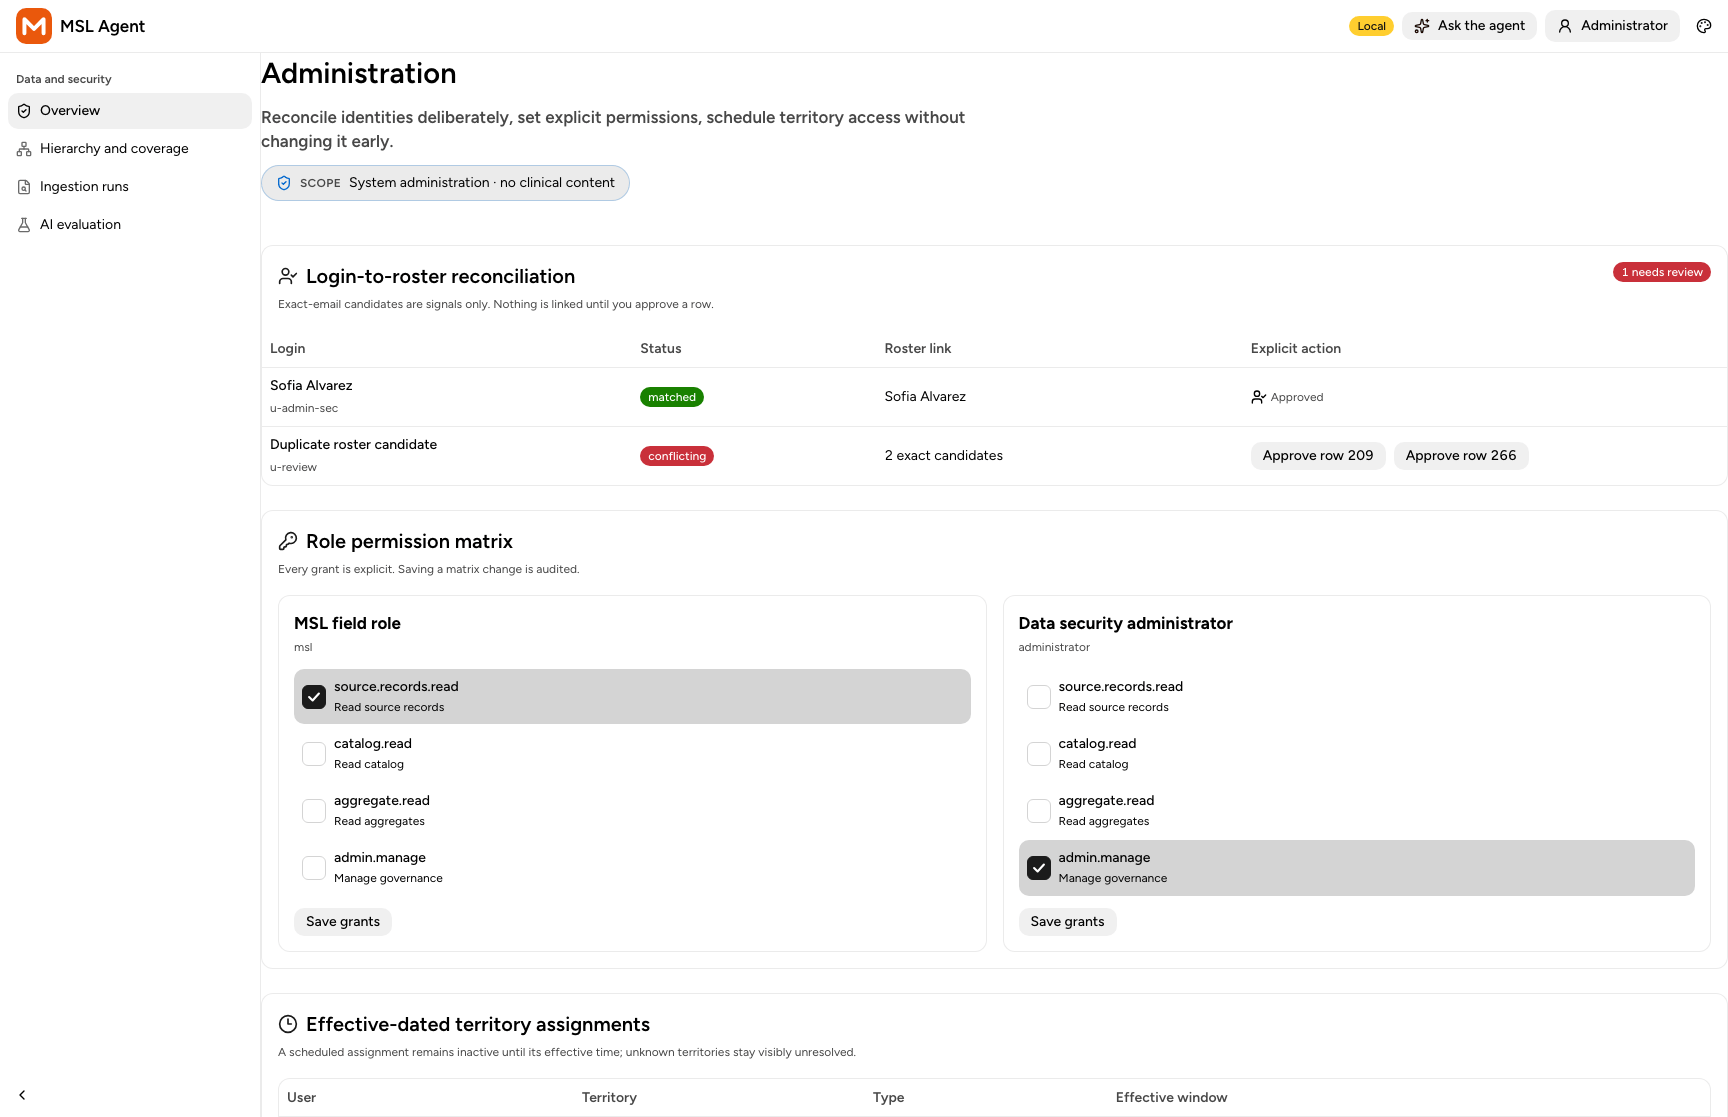 MSL Agent
Local
Ask the agent
Administrator
Data and security
Overview
Hierarchy and coverage
Ingestion runs
AI evaluation
Administration
Reconcile identities deliberately, set explicit permissions, schedule territory access without
changing it early.
SCOPE System administration · no clinical content
Login-to-roster reconciliation
1 needs review
Exact-email candidates are signals only. Nothing is linked until you approve a row.
Login Status Roster link Explicit action
Sofia Alvarez
u-admin-sec
matched
Sofia Alvarez
Approved
Duplicate roster candidate
u-review
conflicting
2 exact candidates
Approve row 209
Approve row 266
Role permission matrix
Every grant is explicit. Saving a matrix change is audited.
MSL field role
msl
source.records.read
Read source records
catalog.read
Read catalog
aggregate.read
Read aggregates
admin.manage
Manage governance
Save grants
Data security administrator
administrator
source.records.read
Read source records
catalog.read
Read catalog
aggregate.read
Read aggregates
admin.manage
Manage governance
Save grants
Effective-dated territory assignments
A scheduled assignment remains inactive until its effective time; unknown territories stay visibly unresolved.
User Territory Type Effective window